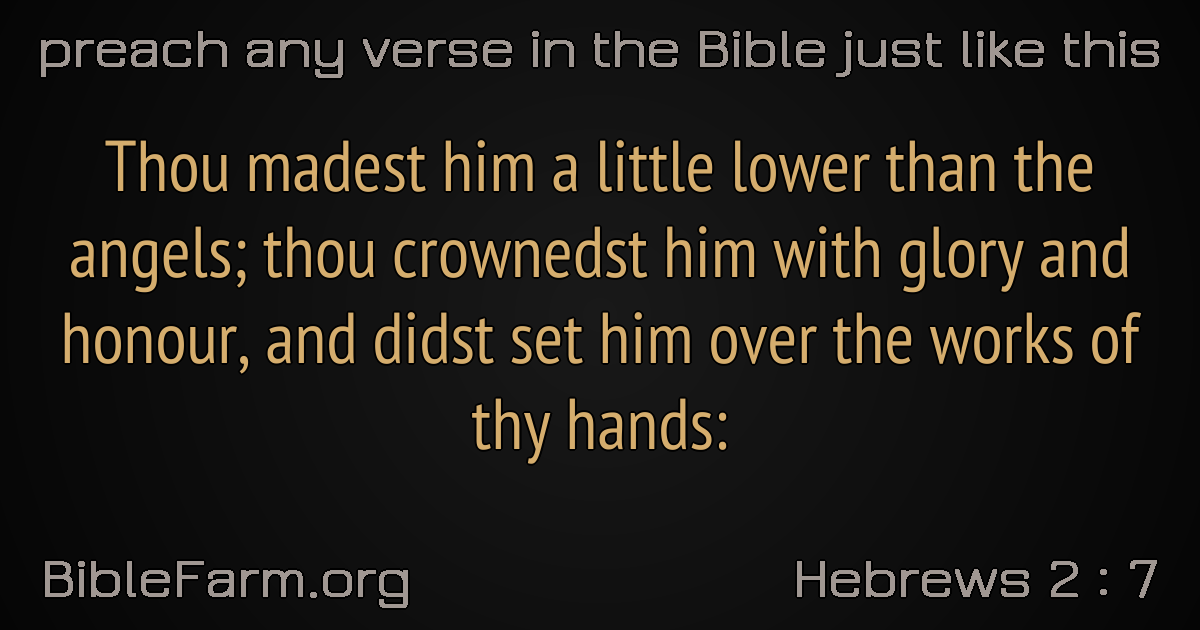 preach any verse in the Bible just like this
Thou madest him a little lower than the
angels; thou crownedst him with glory and
honour, and didst set him over the works of
thy hands:
BibleFarm.org
Hebrews 2 : 7